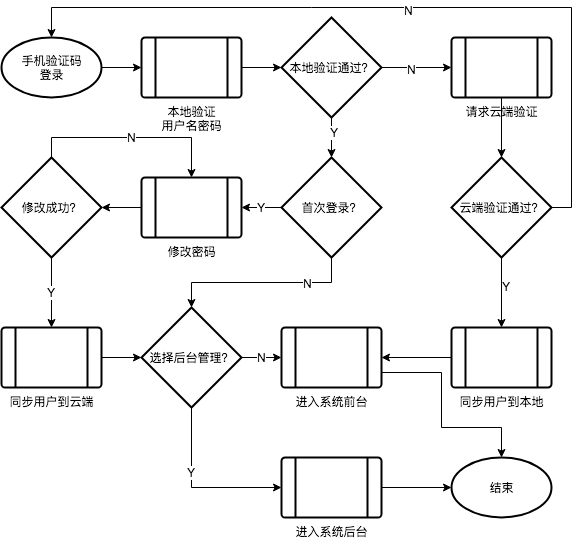 N
手机验证码
登录
本地验证
用户名密码
本地验证通过?
N
请求云端验证
Y
N
修改成功?
修改密码
Y
首次登录?
云端验证通过?
N
Y
Y
同步用户到云端
选择后台管理?
N
进入系统前台
同步用户到本地
Y
进入系统后台
结束